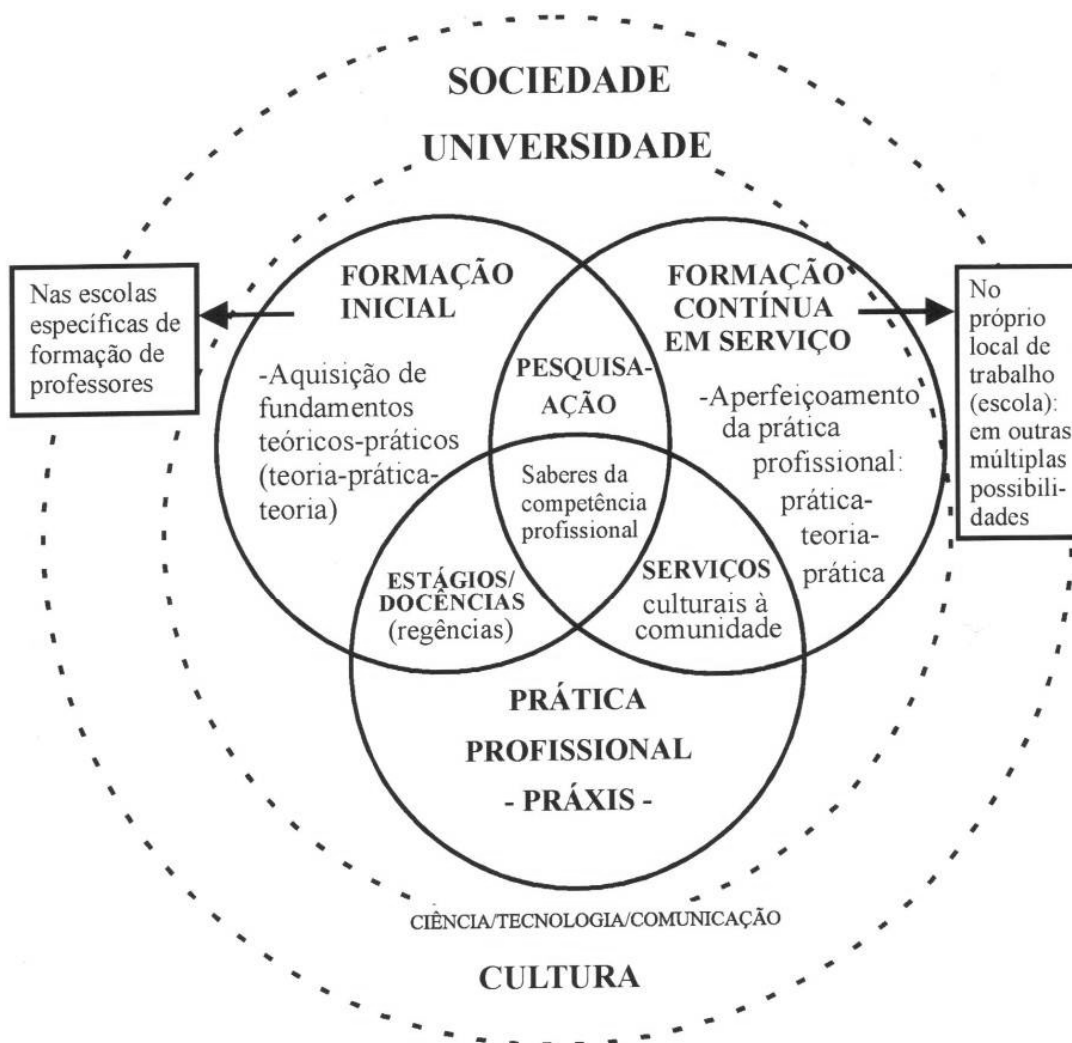 SOCIEDADE
UNIVERSIDADE
Nas escolas
específicas de
formação de
professores
FORMAÇÃO
INICIAL
-Aquisição de
fundamentos
teóricos-práticos
(teoria-prática-
teoria)
FORMAÇÃO
CONTÍNUA
EM SERVIÇO
-Aperfeiçoamento
da prática
profissional:
prática-
teoria-
prática
No
próprio
local de
trabalho
(escola):
em outras
múltiplas
possibili-
dades
PESQUISA-
AÇÃO
Saberes da
competência
profissional
ESTÁGIOS/
DOCÊNCIAS
(regências)
SERVIÇOS
culturais à
comunidade
PRÁTICA
PROFISSIONAL
- PRÁXIS -
CIÊNCIA/TECNOLOGIA/COMUNICAÇÃO
CULTURA